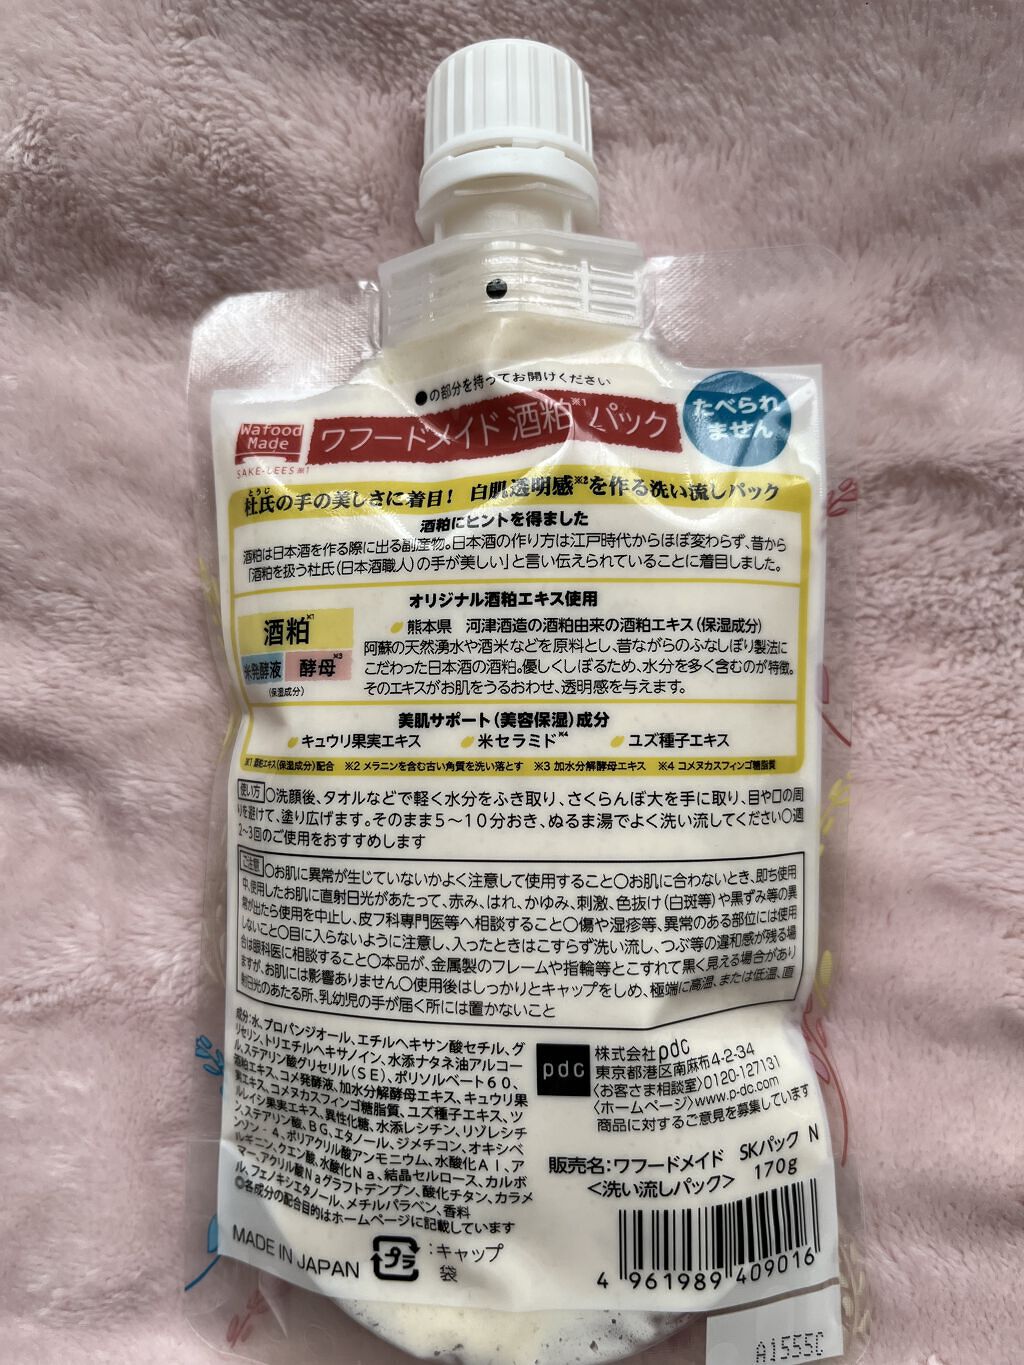 ●の部分を持ってお開けください
Wafood
Made
SAKE-LEES※1
ワフードメイド 酒粕※1 パック
たべられ
ません
とうじ
杜氏の手の美しさに着目! 白肌透明感※2を作る洗い流しパック
酒粕にヒントを得ました
酒粕は日本酒を作る際に出る副産物。日本酒の作り方は江戸時代からほぼ変わらず、昔から
「酒粕を扱う杜氏(日本酒職人)の手が美しい」と言い伝えられていることに着目しました。
オリジナル酒粕エキス使用
酒粕※1
米発酵液 酵母※3
(保湿成分)
熊本県 河津酒造の酒粕由来の酒粕エキス(保湿成分)
阿蘇の天然湧水や酒米などを原料とし、昔ながらのふなしぼり製法に
こだわった日本酒の酒粕。優しくしぼるため、水分を多く含むのが特徴。
そのエキスがお肌をうるおわせ、透明感を与えます。
美肌サポート(美容保湿)成分
キュウリ果実エキス 米セラミド※4 ユズ種子エキス
※1 酒粕エキス(保湿成分)配合 ※2 メラニンを含む古い角質を洗い落とす ※3 加水分解酵母エキス ※4 コメヌカスフィンゴ糖脂質
使い方 〇洗顔後、タオルなどで軽く水分をふき取り、さくらんぼ大を手に取り、目や口の周
りを避けて、塗り広げます。そのまま5〜10分おき、ぬるま湯でよく洗い流してください〇週
2〜3回のご使用をおすすめします
ご注意 〇お肌に異常が生じていないかよく注意して使用すること〇お肌に合わないとき、即ち使用
中、使用したお肌に直射日光があたって、赤み、はれ、かゆみ、刺激、色抜け(白斑等)や黒ずみ等の異
常が出たら使用を中止し、皮フ科専門医等へ相談すること〇傷や湿疹等、異常のある部位には使用
しないこと〇目に入らないように注意し、入ったときはこすらず洗い流し、つぶ等の違和感が残る場
合は眼科医に相談すること〇本品が、金属製のフレームや指輪等とこすれて黒く見える場合があり
ますが、お肌には影響ありません〇使用後はしっかりとキャップをしめ、極端に高温、または低温、直
射日光のあたる所、乳幼児の手が届く所には置かないこと
成分:水、プロパンジオール、エチルヘキサン酸セチル、グ
リセリン、トリエチルヘキサノイン、水添ナタネ油アルコー
ル、ステアリン酸グリセリル(SE)、ポリソルベート60、
酒粕エキス、コメ発酵液、加水分解酵母エキス、キュウリ果
実エキス、コメヌカスフィンゴ糖脂質、ユズ種子エキス、ツ
ルレイシ果実エキス、異性化糖、水添レシチン、リゾレシチ
ン、ステアリン酸、BG、エタノール、ジメチコン、オキシベ
ンゾン-4、ポリアクリル酸アンモニウム、水酸化Al、ア
ルギニン、クエン酸、水酸化Na、結晶セルロース、カルボ
マー、アクリル酸Naグラフトデンプン、酸化チタン、カラメ
ル、フェノキシエタノール、メチルパラベン、香料
◎各成分の配合目的はホームページに記載しています
pdc
株式会社pdc
東京都港区南麻布4-2-34
〈お客さま相談室〉0120-127131
〈ホームページ〉www.p-dc.com
商品に対するご意見を募集しています
販売名:ワフードメイド SKパック N
<洗い流しパック> 170g
MADE IN JAPAN
プラ
:キャップ
袋
4 961989 409016
A1555C